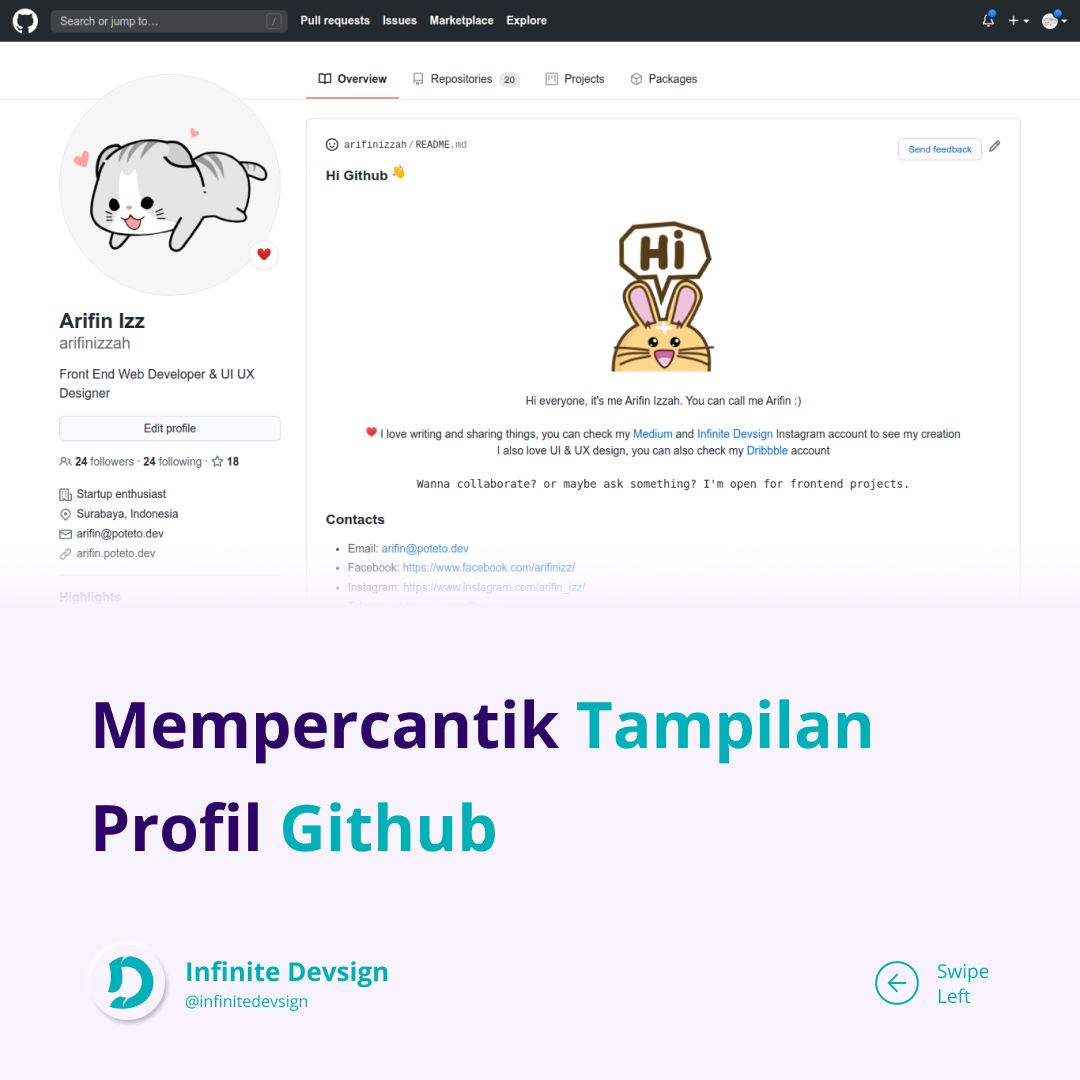 Search or jump to…
/
Pull requests
Issues
Marketplace
Explore
Overview
Repositories 20
Projects
Packages
arifinizzah/README.md
Send feedback
Hi Github 👋
Hi
Arifin Izz
arifinizzah
Front End Web Developer & UI UX
Designer
Edit profile
24 followers · 24 following · 18
Startup enthusiast
Surabaya, Indonesia
arifin@poteto.dev
arifin.poteto.dev
Highlights
Hi everyone, it's me Arifin Izzah. You can call me Arifin :)
❤️ I love writing and sharing things, you can check my Medium and Infinite Devsign Instagram account to see my creation
I also love UI & UX design, you can also check my Dribbble account
Wanna collaborate? or maybe ask something? I'm open for frontend projects.
Contacts
• Email: arifin@poteto.dev
• Facebook: https://www.facebook.com/arifinizz/
• Instagram: https://www.instagram.com/arifin_izz/
Mempercantik Tampilan
Profil Github
Infinite Devsign
@infinitedevsign
Swipe
Left